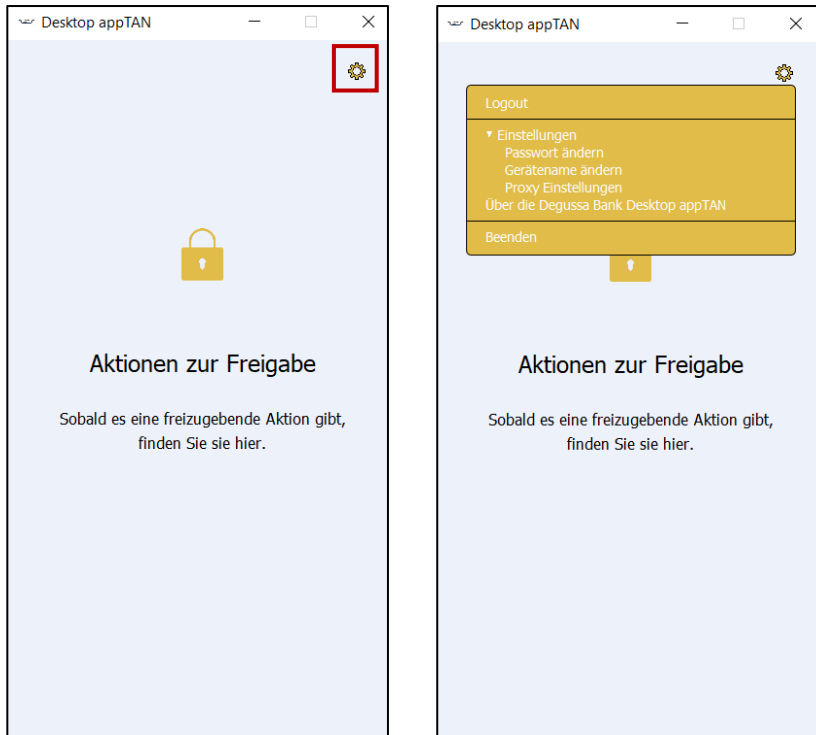 Desktop appTAN
Aktionen zur Freigabe
Sobald es eine freizugebende Aktion gibt,
finden Sie sie hier.
Desktop appTAN
Logout
Einstellungen
Passwort ändern
Gerätename ändern
Proxy Einstellungen
Über die Degussa Bank Desktop appTAN
Beenden
Aktionen zur Freigabe
Sobald es eine freizugebende Aktion gibt,
finden Sie sie hier.